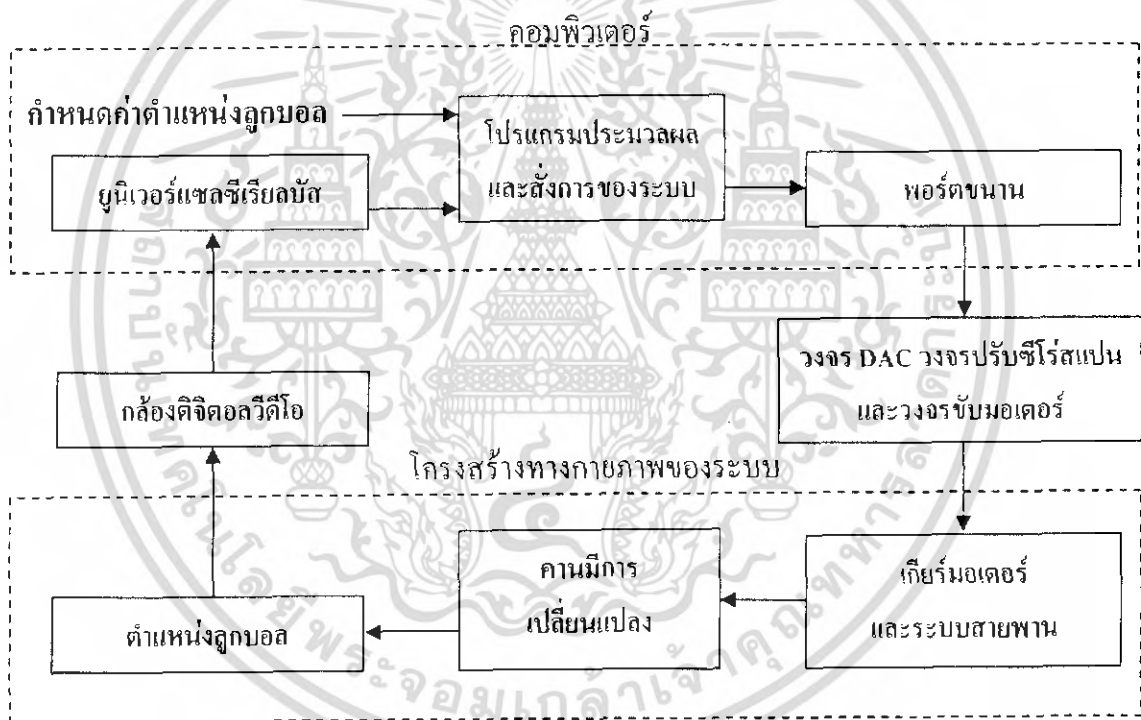 คอมพิวเตอร์
กำหนดค่าตำแหน่งลูกบอล
โปรแกรมประมวลผล
และสั่งการของระบบ
ยูนิเวอร์แซลซีเรียลบัส
พอร์ตขนาน
วงจร DAC วงจรปรับซีโร่สแปน
และวงจรขับมอเตอร์
กล้องดิจิตอลวีดีโอ
โครงสร้างทางกายภาพของระบบ
คานมีการ
เปลี่ยนแปลง
เกียร์มอเตอร์
และระบบสายพาน
ตำแหน่งลูกบอล